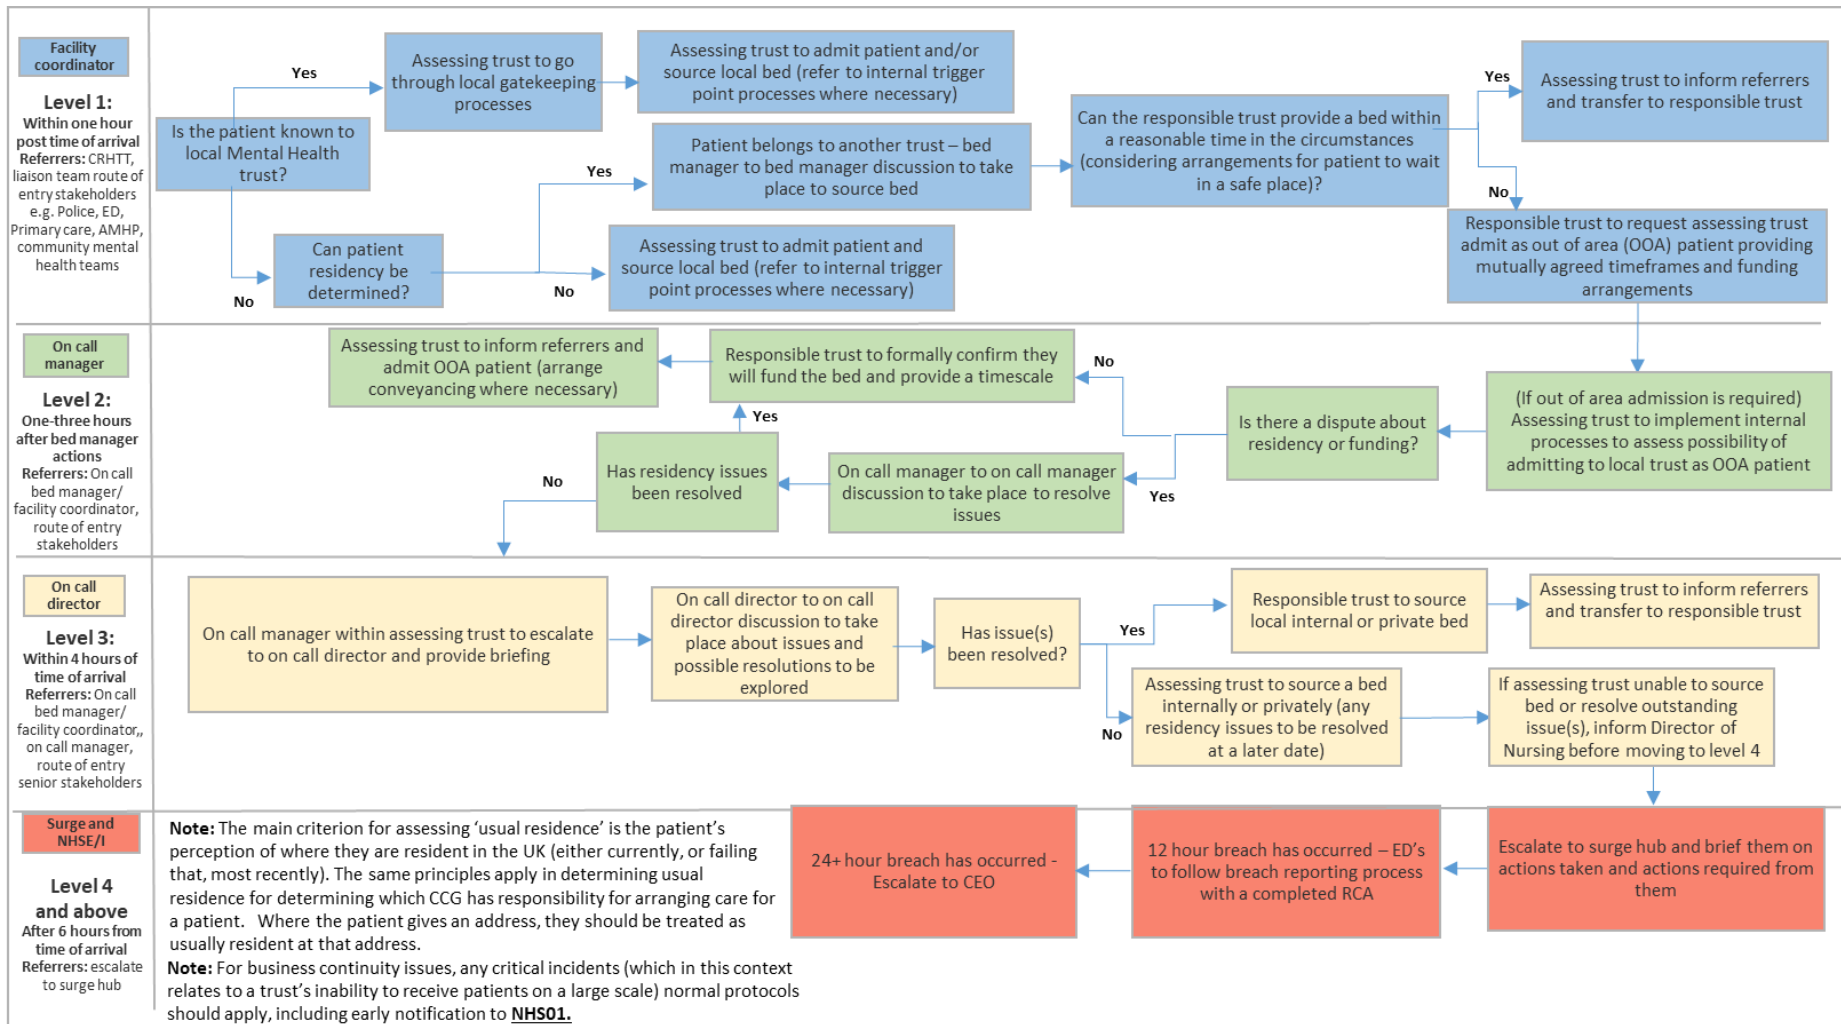 Facility
coordinator
Level 1:
Within one hour
post time of arrival
Referrers: CRHTT,
liaison team route of
entry stakeholders
e.g. Police, ED,
Primary care, AMHP,
community mental
health teams
Is the patient known to
local Mental Health
trust?
Yes
Assessing trust to go
through local gatekeeping
processes
Assessing trust to admit patient and/or
source local bed (refer to internal trigger
point processes where necessary)
No
Can patient
residency be
determined?
Yes
Patient belongs to another trust – bed
manager to bed manager discussion to take
place to source bed
No
Assessing trust to admit patient and
source local bed (refer to internal trigger
point processes where necessary)
Can the responsible trust provide a bed within
a reasonable time in the circumstances
(considering arrangements for patient to wait
in a safe place)?
Yes
Assessing trust to inform referrers
and transfer to responsible trust
No
Responsible trust to request assessing trust
admit as out of area (OOA) patient providing
mutually agreed timeframes and funding
arrangements
On call
manager
Level 2:
One-three hours
after bed manager
actions
Referrers: On call
bed manager/
facility coordinator,
route of entry
stakeholders
(If out of area admission is required)
Assessing trust to implement internal
processes to assess possibility of
admitting to local trust as OOA patient
Is there a dispute about
residency or funding?
No
Responsible trust to formally confirm they
will fund the bed and provide a timescale
Assessing trust to inform referrers and
admit OOA patient (arrange
conveyancing where necessary)
Yes
On call manager to on call manager
discussion to take place to resolve
issues
Has residency issues
been resolved
Yes
No
On call
director
Level 3:
Within 4 hours of
time of arrival
Referrers: On call
bed manager/
facility coordinator,,
on call manager,
route of entry
senior stakeholders
On call manager within assessing trust to escalate
to on call director and provide briefing
On call director to on call
director discussion to take
place about issues and
possible resolutions to be
explored
Has issue(s)
been resolved?
Yes
Responsible trust to source
local internal or private bed
Assessing trust to inform referrers
and transfer to responsible trust
No
Assessing trust to source a bed
internally or privately (any
residency issues to be resolved
at a later date)
If assessing trust unable to source
bed or resolve outstanding
issue(s), inform Director of
Nursing before moving to level 4
Surge and
NHSE/I
Level 4
and above
After 6 hours from
time of arrival
Referrers: escalate
to surge hub
Escalate to surge hub and brief them on
actions taken and actions required from
them
12 hour breach has occurred – ED's
to follow breach reporting process
with a completed RCA
24+ hour breach has occurred -
Escalate to CEO
Note: The main criterion for assessing ‘usual residence’ is the patient’s
perception of where they are resident in the UK (either currently, or failing
that, most recently). The same principles apply in determining usual
residence for determining which CCG has responsibility for arranging care for
a patient. Where the patient gives an address, they should be treated as
usually resident at that address.
Note: For business continuity issues, any critical incidents (which in this context
relates to a trust’s inability to receive patients on a large scale) normal protocols
should apply, including early notification to NHS01.